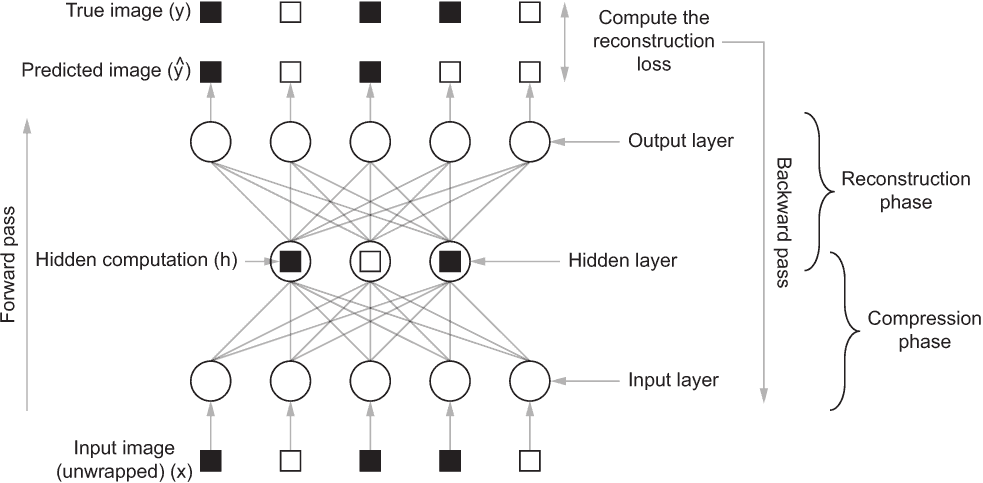 True image (y)
Compute the
reconstruction
loss
Predicted image (ŷ)
Output layer
Reconstruction
phase
Forward pass
Backward pass
Hidden computation (h)
Hidden layer
Compression
phase
Input layer
Input image
(unwrapped) (x)